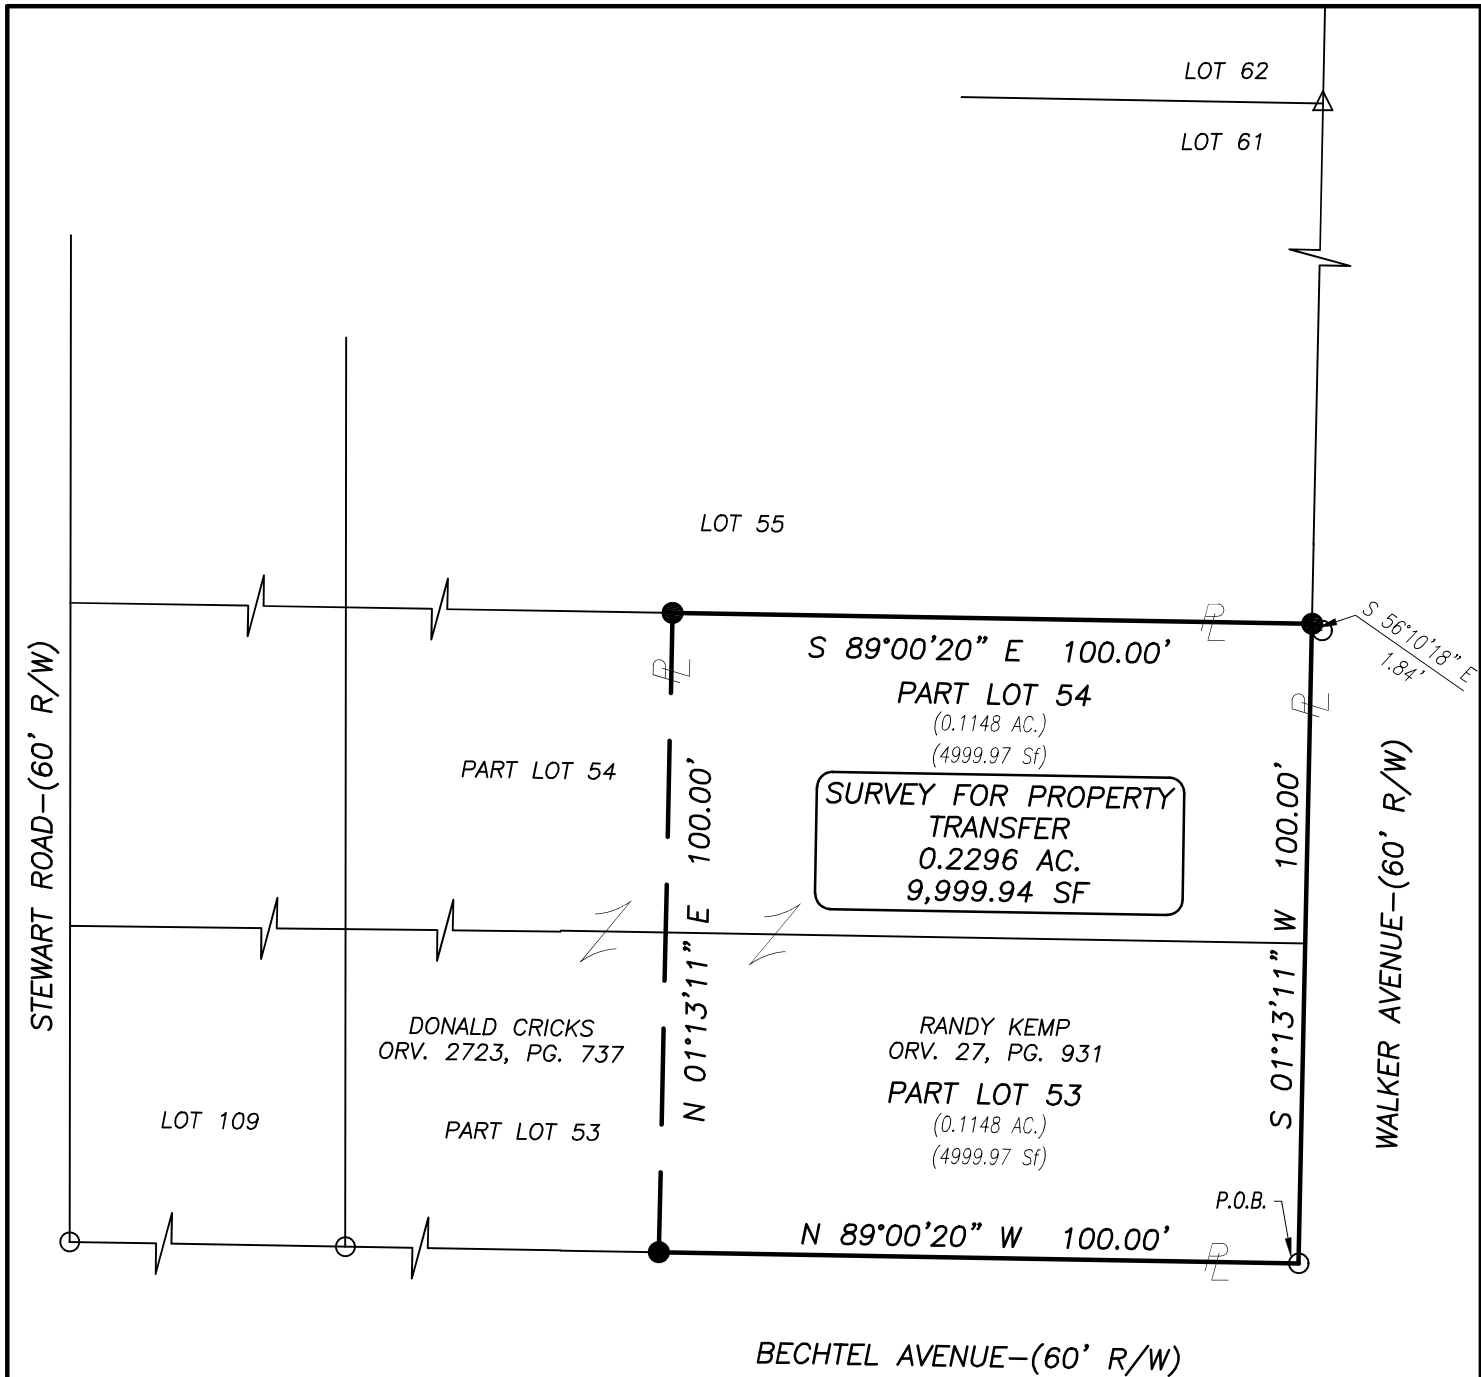 LOT 62
LOT 61
LOT 55
S 56°10'18" E
1.84'
S 89°00'20" E 100.00'
PART LOT 54
(0.1148 AC.)
(4999.97 Sf)
PART LOT 54
SURVEY FOR PROPERTY
TRANSFER
0.2296 AC.
9,999.94 SF
STEWART ROAD-(60' R/W)
N 01°13'11" E 100.00'
S 01°13'11" W 100.00'
WALKER AVENUE-(60' R/W)
DONALD CRICKS
ORV. 2723, PG. 737
RANDY KEMP
ORV. 27, PG. 931
PART LOT 53
(0.1148 AC.)
(4999.97 Sf)
LOT 109
PART LOT 53
P.O.B.
N 89°00'20" W 100.00'
PL
PL
PL
PL
BECHTEL AVENUE-(60' R/W)